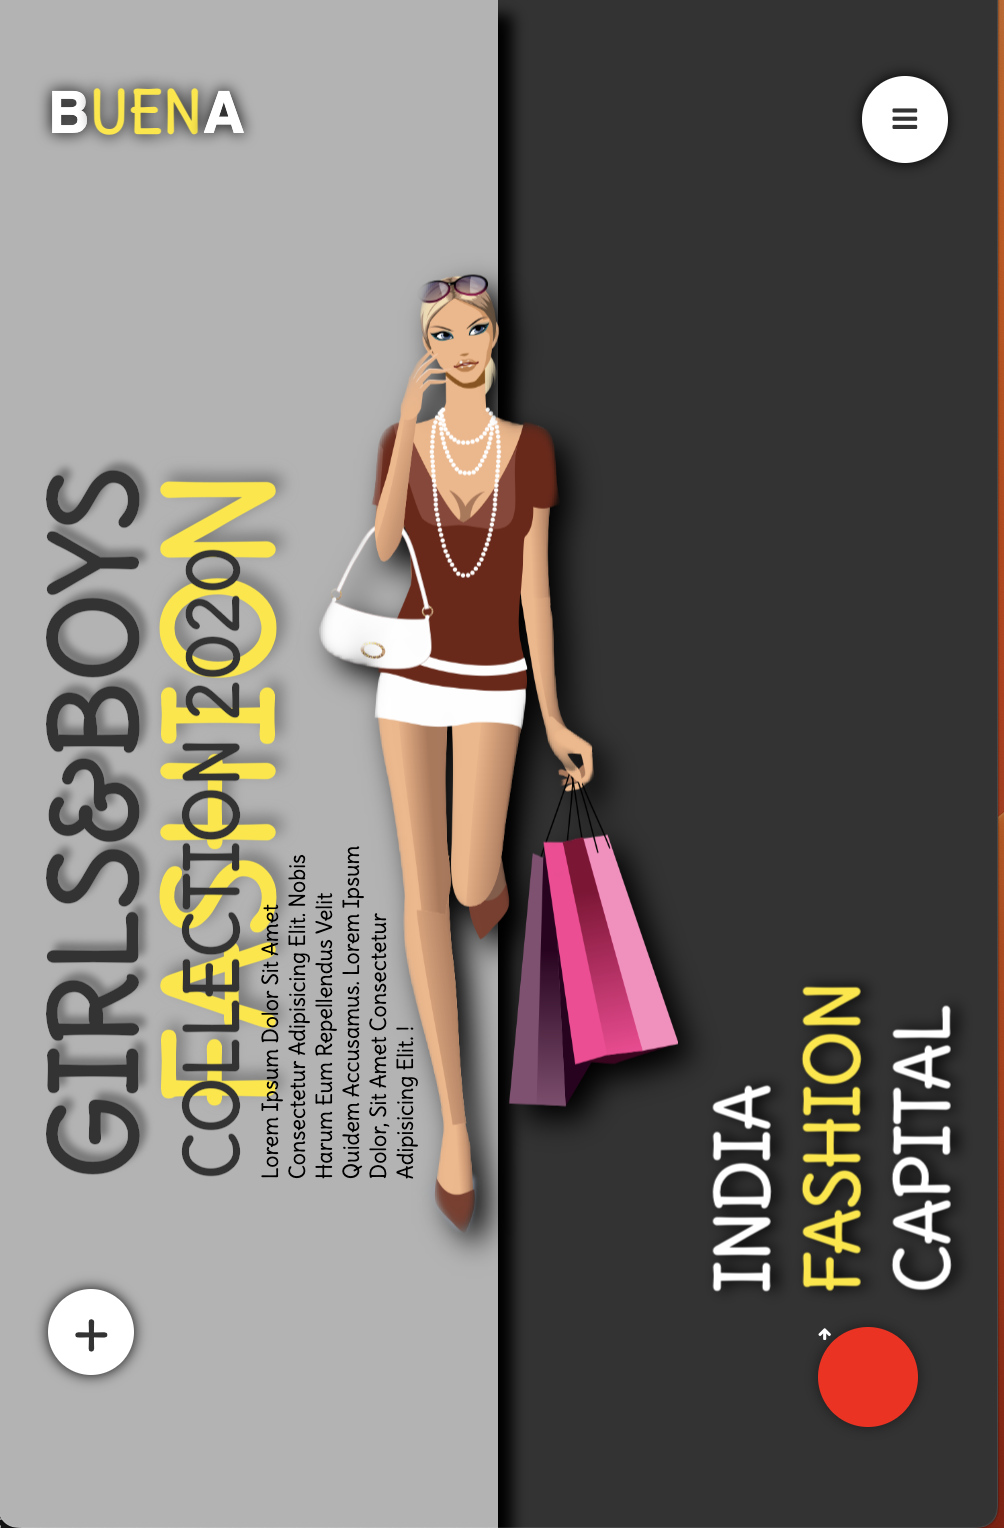 BUENA
GIRLS&BOYS
FASHION
COLLECTION 2020
Lorem Ipsum Dolor Sit Amet
Consectetur Adipisicing Elit. Nobis
Harum Eum Repellendus Velit
Quidem Accusamus. Lorem Ipsum
Dolor, Sit Amet Consectetur
Adipisicing Elit. !
INDIA
FASHION
CAPITAL